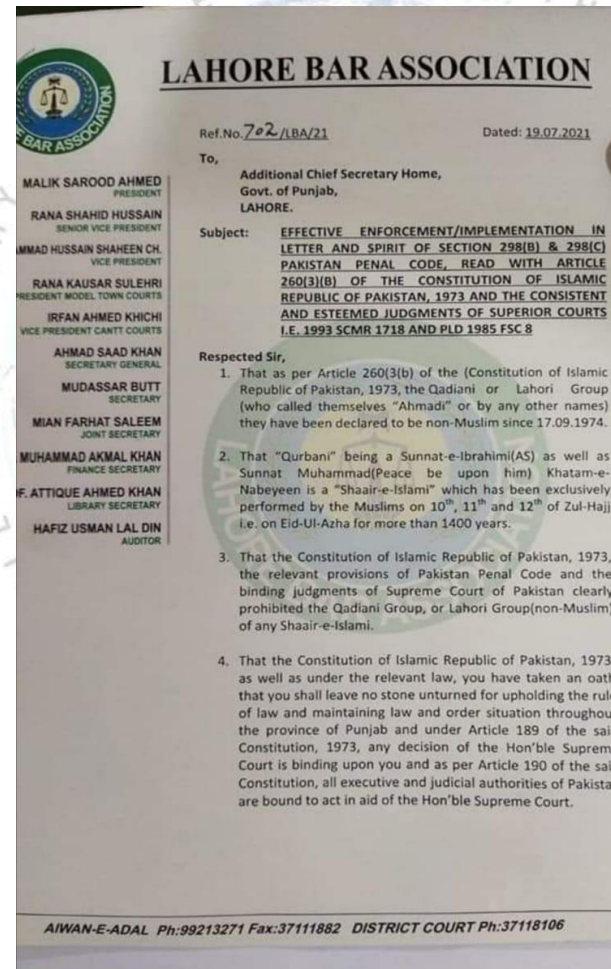 LAHORE BAR ASSOCIATION
BAR ASSOCIATION
Ref.No.702/LBA/21 Dated: 19.07.2021
To,
Additional Chief Secretary Home,
Govt. of Punjab,
LAHORE.
Subject: EFFECTIVE ENFORCEMENT/IMPLEMENTATION IN
LETTER AND SPIRIT OF SECTION 298(B) & 298(C)
PAKISTAN PENAL CODE, READ WITH ARTICLE
260(3)(B) OF THE CONSTITUTION OF ISLAMIC
REPUBLIC OF PAKISTAN, 1973 AND THE CONSISTENT
AND ESTEEMED JUDGMENTS OF SUPERIOR COURTS
I.E. 1993 SCMR 1718 AND PLD 1985 FSC 8
MALIK SAROOD AHMED
PRESIDENT
RANA SHAHID HUSSAIN
SENIOR VICE PRESIDENT
AMMAD HUSSAIN SHAHEEN CH.
VICE PRESIDENT
RANA KAUSAR SULEHRI
PRESIDENT MODEL TOWN COURTS
IRFAN AHMED KHICHI
VICE PRESIDENT CANTT COURTS
AHMAD SAAD KHAN
SECRETARY GENERAL
MUDASSAR BUTT
SECRETARY
MIAN FARHAT SALEEM
JOINT SECRETARY
MUHAMMAD AKMAL KHAN
FINANCE SECRETARY
F. ATTIQUE AHMED KHAN
LIBRARY SECRETARY
HAFIZ USMAN LAL DIN
AUDITOR
Respected Sir,
1. That as per Article 260(3(b) of the (Constitution of Islamic
Republic of Pakistan, 1973, the Qadiani or Lahori Group
(who called themselves "Ahmadi" or by any other names)
they have been declared to be non-Muslim since 17.09.1974.
2. That "Qurbani" being a Sunnat-e-Ibrahimi(AS) as well as
Sunnat Muhammad(Peace be upon him) Khatam-e-
Nabeyeen is a "Shaair-e-Islami" which has been exclusively
performed by the Muslims on 10th, 11th and 12th of Zul-Hajj
i.e. on Eid-Ul-Azha for more than 1400 years.
3. That the Constitution of Islamic Republic of Pakistan, 1973,
the relevant provisions of Pakistan Penal Code and the
binding judgments of Supreme Court of Pakistan clearly
prohibited the Qadiani Group, or Lahori Group(non-Muslim)
of any Shaair-e-Islami.
4. That the Constitution of Islamic Republic of Pakistan, 1973
as well as under the relevant law, you have taken an oath
that you shall leave no stone unturned for upholding the rule
of law and maintaining law and order situation throughou
the province of Punjab and under Article 189 of the sai
Constitution, 1973, any decision of the Hon'ble Suprem
Court is binding upon you and as per Article 190 of the sai
Constitution, all executive and judicial authorities of Pakista
are bound to act in aid of the Hon'ble Supreme Court.
AIWAN-E-ADAL Ph:99213271 Fax:37111882 DISTRICT COURT Ph:37118106